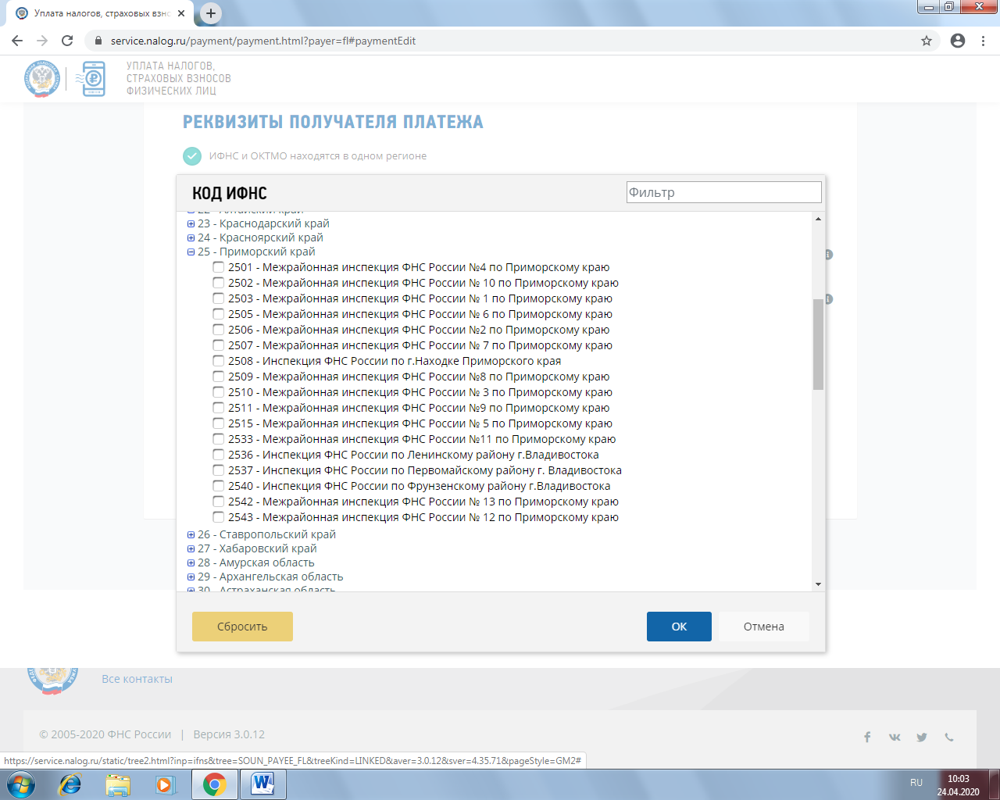 Уплата налогов, страховых взно
service.nalog.ru/payment/payment.html?payer=fl#paymentEdit
УПЛАТА НАЛОГОВ,
СТРАХОВЫХ ВЗНОСОВ
ФИЗИЧЕСКИХ ЛИЦ
РЕКВИЗИТЫ ПОЛУЧАТЕЛЯ ПЛАТЕЖА
ИФНС и ОКТМО находятся в одном регионе
КОД ИФНС
Фильтр
22 - Алтайский край
23 - Краснодарский край
24 - Красноярский край
25 - Приморский край
2501 - Межрайонная инспекция ФНС России №4 по Приморскому краю
2502 - Межрайонная инспекция ФНС России № 10 по Приморскому краю
2503 - Межрайонная инспекция ФНС России № 1 по Приморскому краю
2505 - Межрайонная инспекция ФНС России № 6 по Приморскому краю
2506 - Межрайонная инспекция ФНС России №2 по Приморскому краю
2507 - Межрайонная инспекция ФНС России № 7 по Приморскому краю
2508 - Инспекция ФНС России по г.Находке Приморского края
2509 - Межрайонная инспекция ФНС России №8 по Приморскому краю
2510 - Межрайонная инспекция ФНС России № 3 по Приморскому краю
2511 - Межрайонная инспекция ФНС России №9 по Приморскому краю
2515 - Межрайонная инспекция ФНС России № 5 по Приморскому краю
2533 - Межрайонная инспекция ФНС России №11 по Приморскому краю
2536 - Инспекция ФНС России по Ленинскому району г.Владивостока
2537 - Инспекция ФНС России по Первомайскому району г. Владивостока
2540 - Инспекция ФНС России по Фрунзенскому району г.Владивостока
2542 - Межрайонная инспекция ФНС России № 13 по Приморскому краю
2543 - Межрайонная инспекция ФНС России № 12 по Приморскому краю
26 - Ставропольский край
27 - Хабаровский край
28 - Амурская область
29 - Архангельская область
30 - Астраханская область
Сбросить
ОК
Отмена
Все контакты
© 2005-2020 ФНС России | Версия 3.0.12
https://service.nalog.ru/static/tree2.html?inp=ifns&tree=SOUN_PAYEE_FL&treeKind=LINKED&aver=3.0.12&sver=4.35.71&pageStyle=GM2#
RU
10:03
24.04.2020